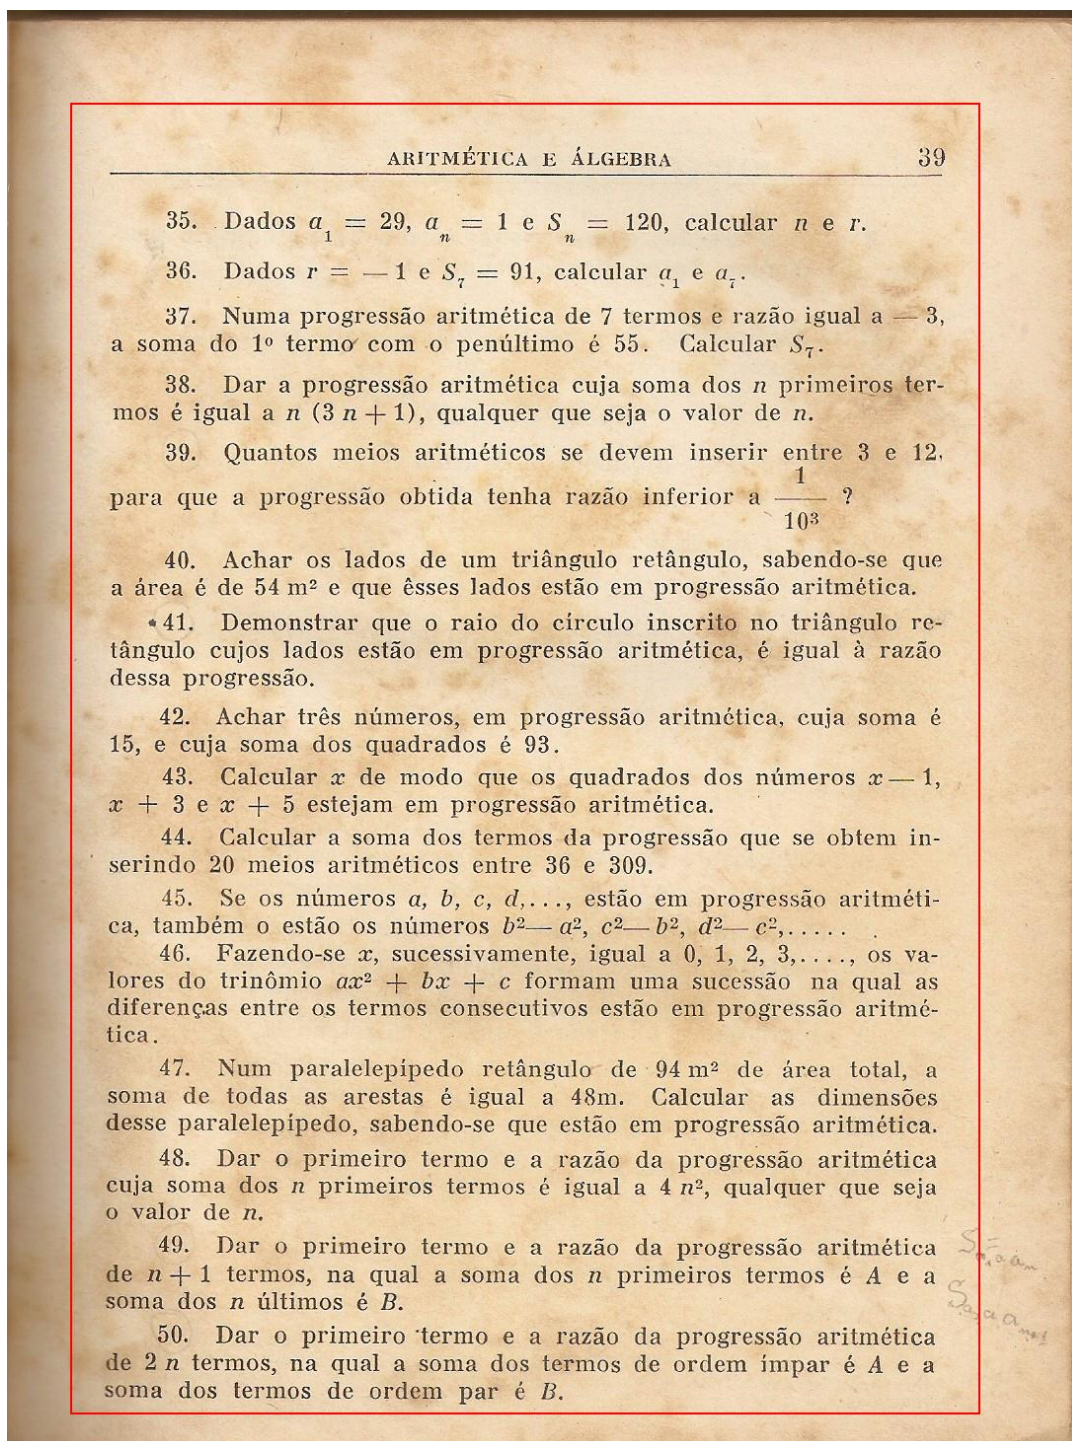 ARITMÉTICA E ÁLGEBRA 39
35. Dados a₁ = 29, aₙ = 1 e Sₙ = 120, calcular n e r.
36. Dados r = — 1 e S₇ = 91, calcular a₁ e a₇.
37. Numa progressão aritmética de 7 termos e razão igual a — 3,
a soma do 1º termo com o penúltimo é 55. Calcular S₇.
38. Dar a progressão aritmética cuja soma dos n primeiros ter-
mos é igual a n (3 n + 1), qualquer que seja o valor de n.
39. Quantos meios aritméticos se devem inserir entre 3 e 12,
para que a progressão obtida tenha razão inferior a 1/10³ ?
40. Achar os lados de um triângulo retângulo, sabendo-se que
a área é de 54 m² e que êsses lados estão em progressão aritmética.
41. Demonstrar que o raio do círculo inscrito no triângulo re-
tângulo cujos lados estão em progressão aritmética, é igual à razão
dessa progressão.
42. Achar três números, em progressão aritmética, cuja soma é
15, e cuja soma dos quadrados é 93.
43. Calcular x de modo que os quadrados dos números x — 1,
x + 3 e x + 5 estejam em progressão aritmética.
44. Calcular a soma dos termos da progressão que se obtem in-
serindo 20 meios aritméticos entre 36 e 309.
45. Se os números a, b, c, d,..., estão em progressão aritméti-
ca, também o estão os números b²— a², c²— b², d²— c²,.....
46. Fazendo-se x, sucessivamente, igual a 0, 1, 2, 3,...., os va-
lores do trinômio ax² + bx + c formam uma sucessão na qual as
diferenças entre os termos consecutivos estão em progressão aritmé-
tica.
47. Num paralelepípedo retângulo de 94 m² de área total, a
soma de todas as arestas é igual a 48m. Calcular as dimensões
desse paralelepípedo, sabendo-se que estão em progressão aritmética.
48. Dar o primeiro termo e a razão da progressão aritmética
cuja soma dos n primeiros termos é igual a 4 n², qualquer que seja
o valor de n.
49. Dar o primeiro termo e a razão da progressão aritmética
de n + 1 termos, na qual a soma dos n primeiros termos é A e a
soma dos n últimos é B.
50. Dar o primeiro termo e a razão da progressão aritmética
de 2 n termos, na qual a soma dos termos de ordem ímpar é A e a
soma dos termos de ordem par é B.